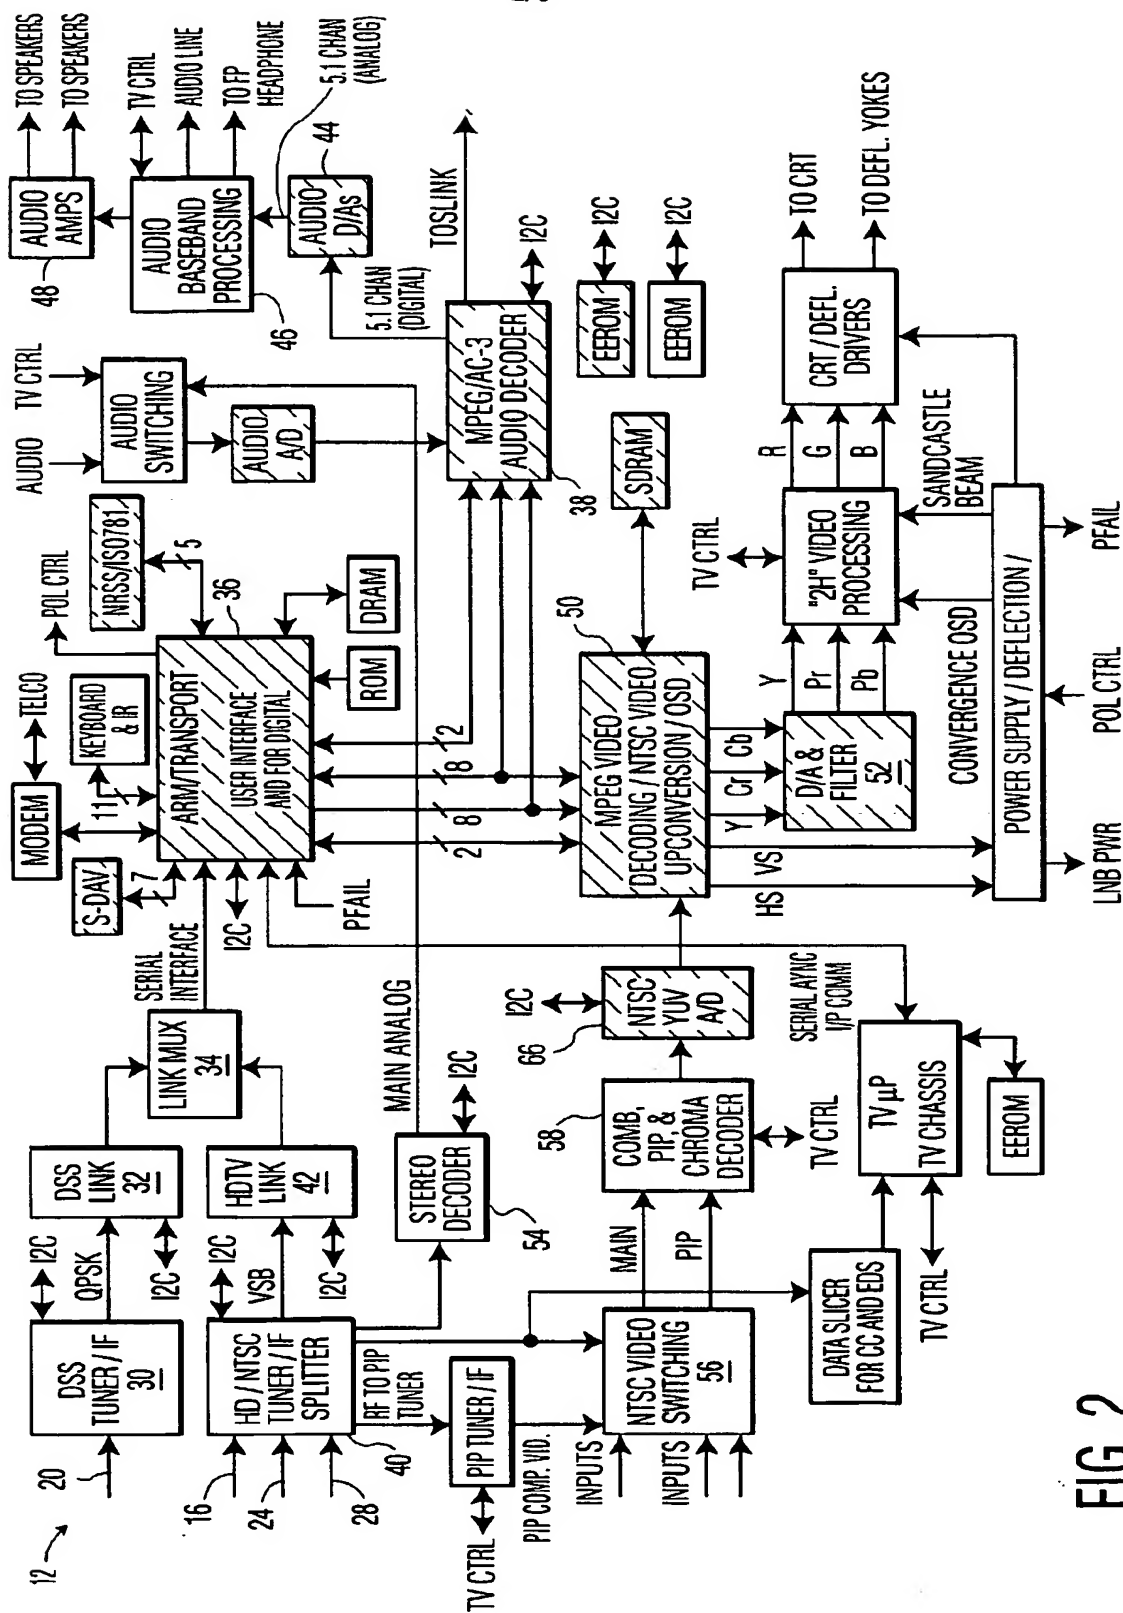 12
20
DSS
TUNER / IF
30
I2C
QPSK
I2C
DSS
LINK
32
16
24
28
HD / NTSC
TUNER / IF
SPLITTER
40
I2C
VSB
I2C
HDTV
LINK
42
LINK MUX
34
SERIAL
INTERFACE
S-DAV
7
MODEM
TELCO
11
KEYBOARD
& IR
POL CTRL
NRSS/ISO781
5
36
ARM/TRANSPORT
USER INTERFACE
AND FOR DIGITAL
I2C
PFAIL
ROM
DRAM
2
8
8
2
AUDIO
TV CTRL
AUDIO
SWITCHING
AUDIO
A/D
MAIN ANALOG
48
AUDIO
AMPS
TO SPEAKERS
TO SPEAKERS
46
AUDIO
BASEBAND
PROCESSING
TV CTRL
AUDIO LINE
TO FP
HEADPHONE
AUDIO
D/As
44
5.1 CHAN
(ANALOG)
5.1 CHAN
(DIGITAL)
TOSLINK
MPEG/AC-3
AUDIO DECODER
38
I2C
EEROM
I2C
EEROM
I2C
SDRAM
RF TO PIP
TUNER
STEREO
DECODER
54
I2C
TV CTRL
PIP TUNER / IF
PIP COMP. VID.
INPUTS
INPUTS
NTSC VIDEO
SWITCHING
56
MAIN
PIP
58
COMB,
PIP, &
CHROMA
DECODER
TV CTRL
I2C
66
NTSC
YUV
A/D
50
MPEG VIDEO
DECODING / NTSC VIDEO
UPCONVERSION / OSD
HS
VS
Y
Cr
Cb
D/A &
FILTER
52
Y
Pr
Pb
TV CTRL
"2H" VIDEO
PROCESSING
R
G
B
CRT / DEFL.
DRIVERS
TO CRT
TO DEFL. YOKES
CONVERGENCE OSD
SANDCASTLE
BEAM
POWER SUPPLY / DEFLECTION /
LNB PWR
POL CTRL
PFAIL
SERIAL AYNC
I/P COMM
DATA SLICER
FOR CC AND EDS
TV µP
TV CHASSIS
TV CTRL
EEROM
FIG. 2